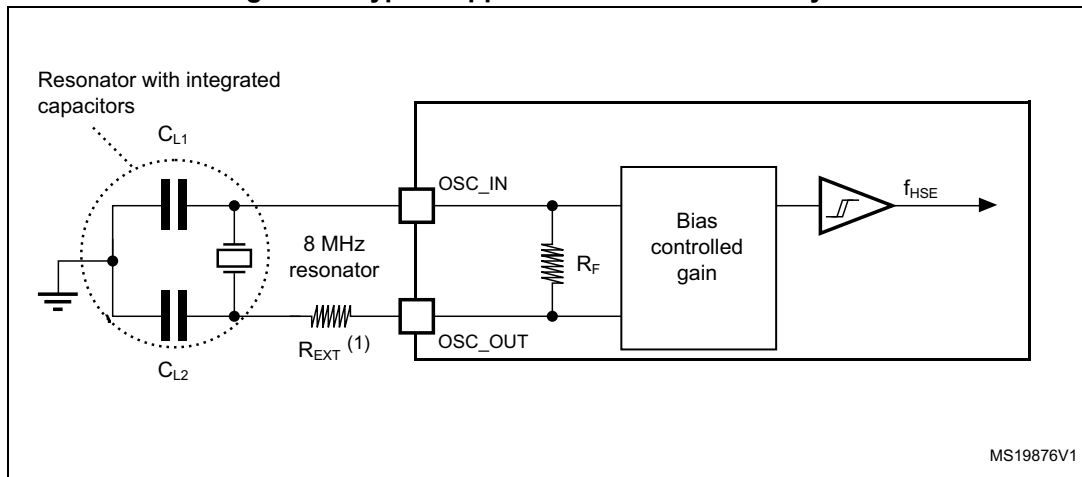 Resonator with integrated
capacitors
CL1
OSC_IN
fHSE
8 MHz
resonator
RF
Bias
controlled
gain
REXT (1)
OSC_OUT
CL2
MS19876V1